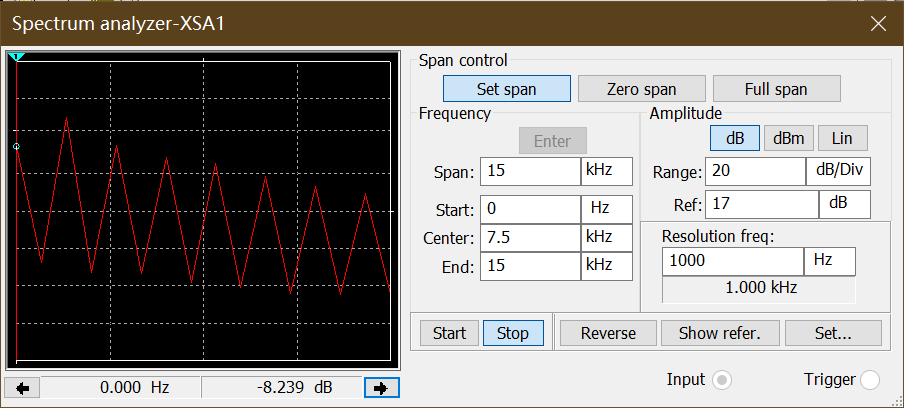 Spectrum analyzer-XSA1
Span control
Set span Zero span Full span
Frequency
Enter
Span: 15 kHz
Start: 0 Hz
Center: 7.5 kHz
End: 15 kHz
Amplitude
dB dBm Lin
Range: 20 dB/Div
Ref: 17 dB
Resolution freq:
1000 Hz
1.000 kHz
Start Stop Reverse Show refer. Set...
0.000 Hz -8.239 dB
Input Trigger